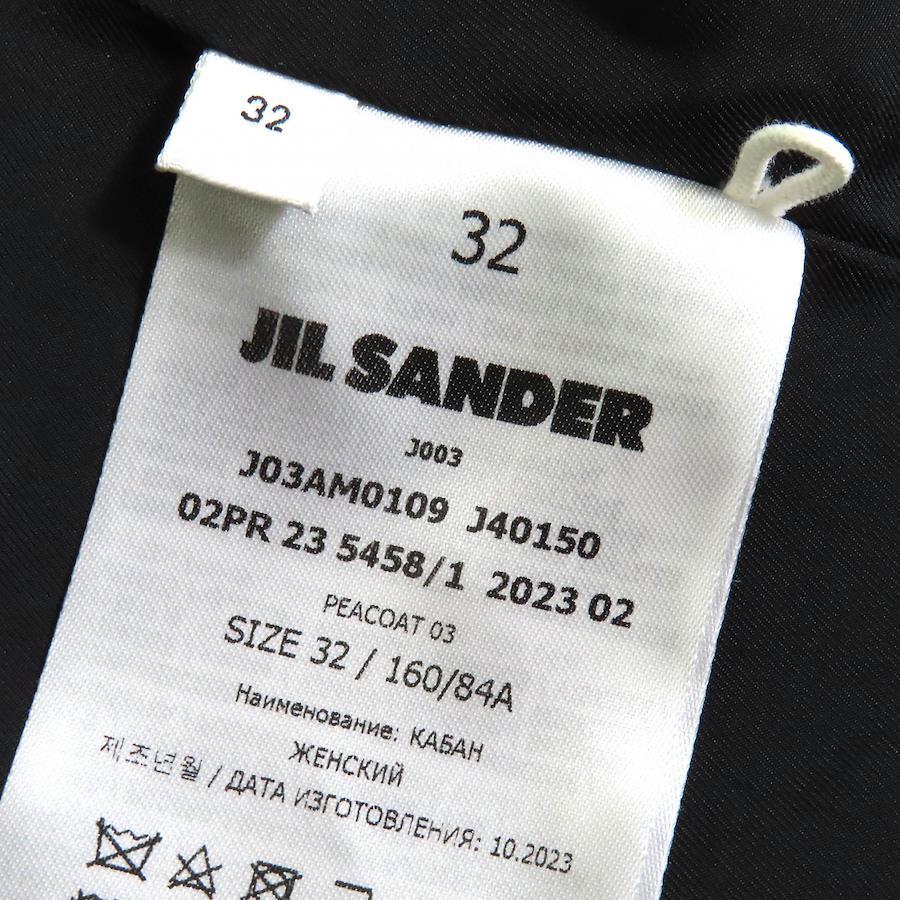 32
32
JIL SANDER
J003
J03AM0109 J40150
02PR 23 5458/1 2023 02
PEACOAT 03
SIZE 32 / 160/84A
Наименование: КАБАН
ЖЕНСКИЙ
제조년월 / ДАТА ИЗГОТОВЛЕНИЯ: 10.2023